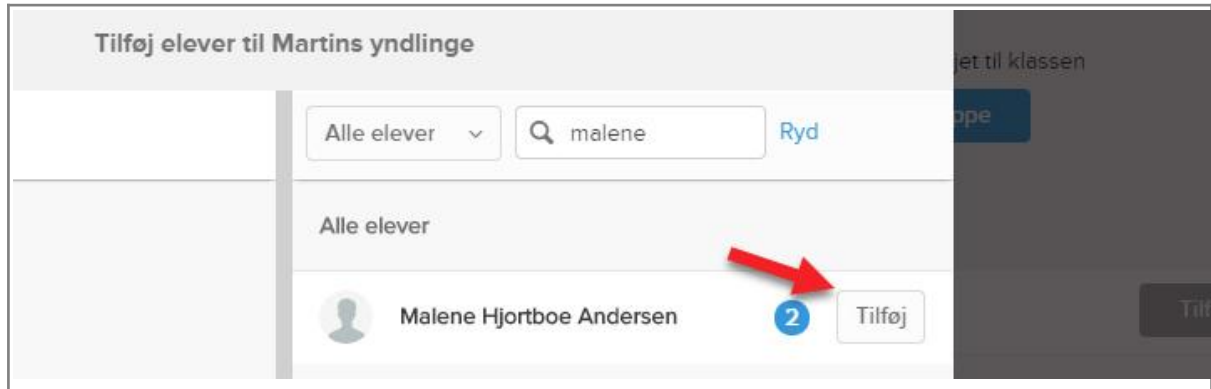 Tilføj elever til Martins yndlinge
jet til klassen
ppe
Alle elever malene Ryd
Alle elever
Malene Hjortboe Andersen 2 Tilføj
Tilf